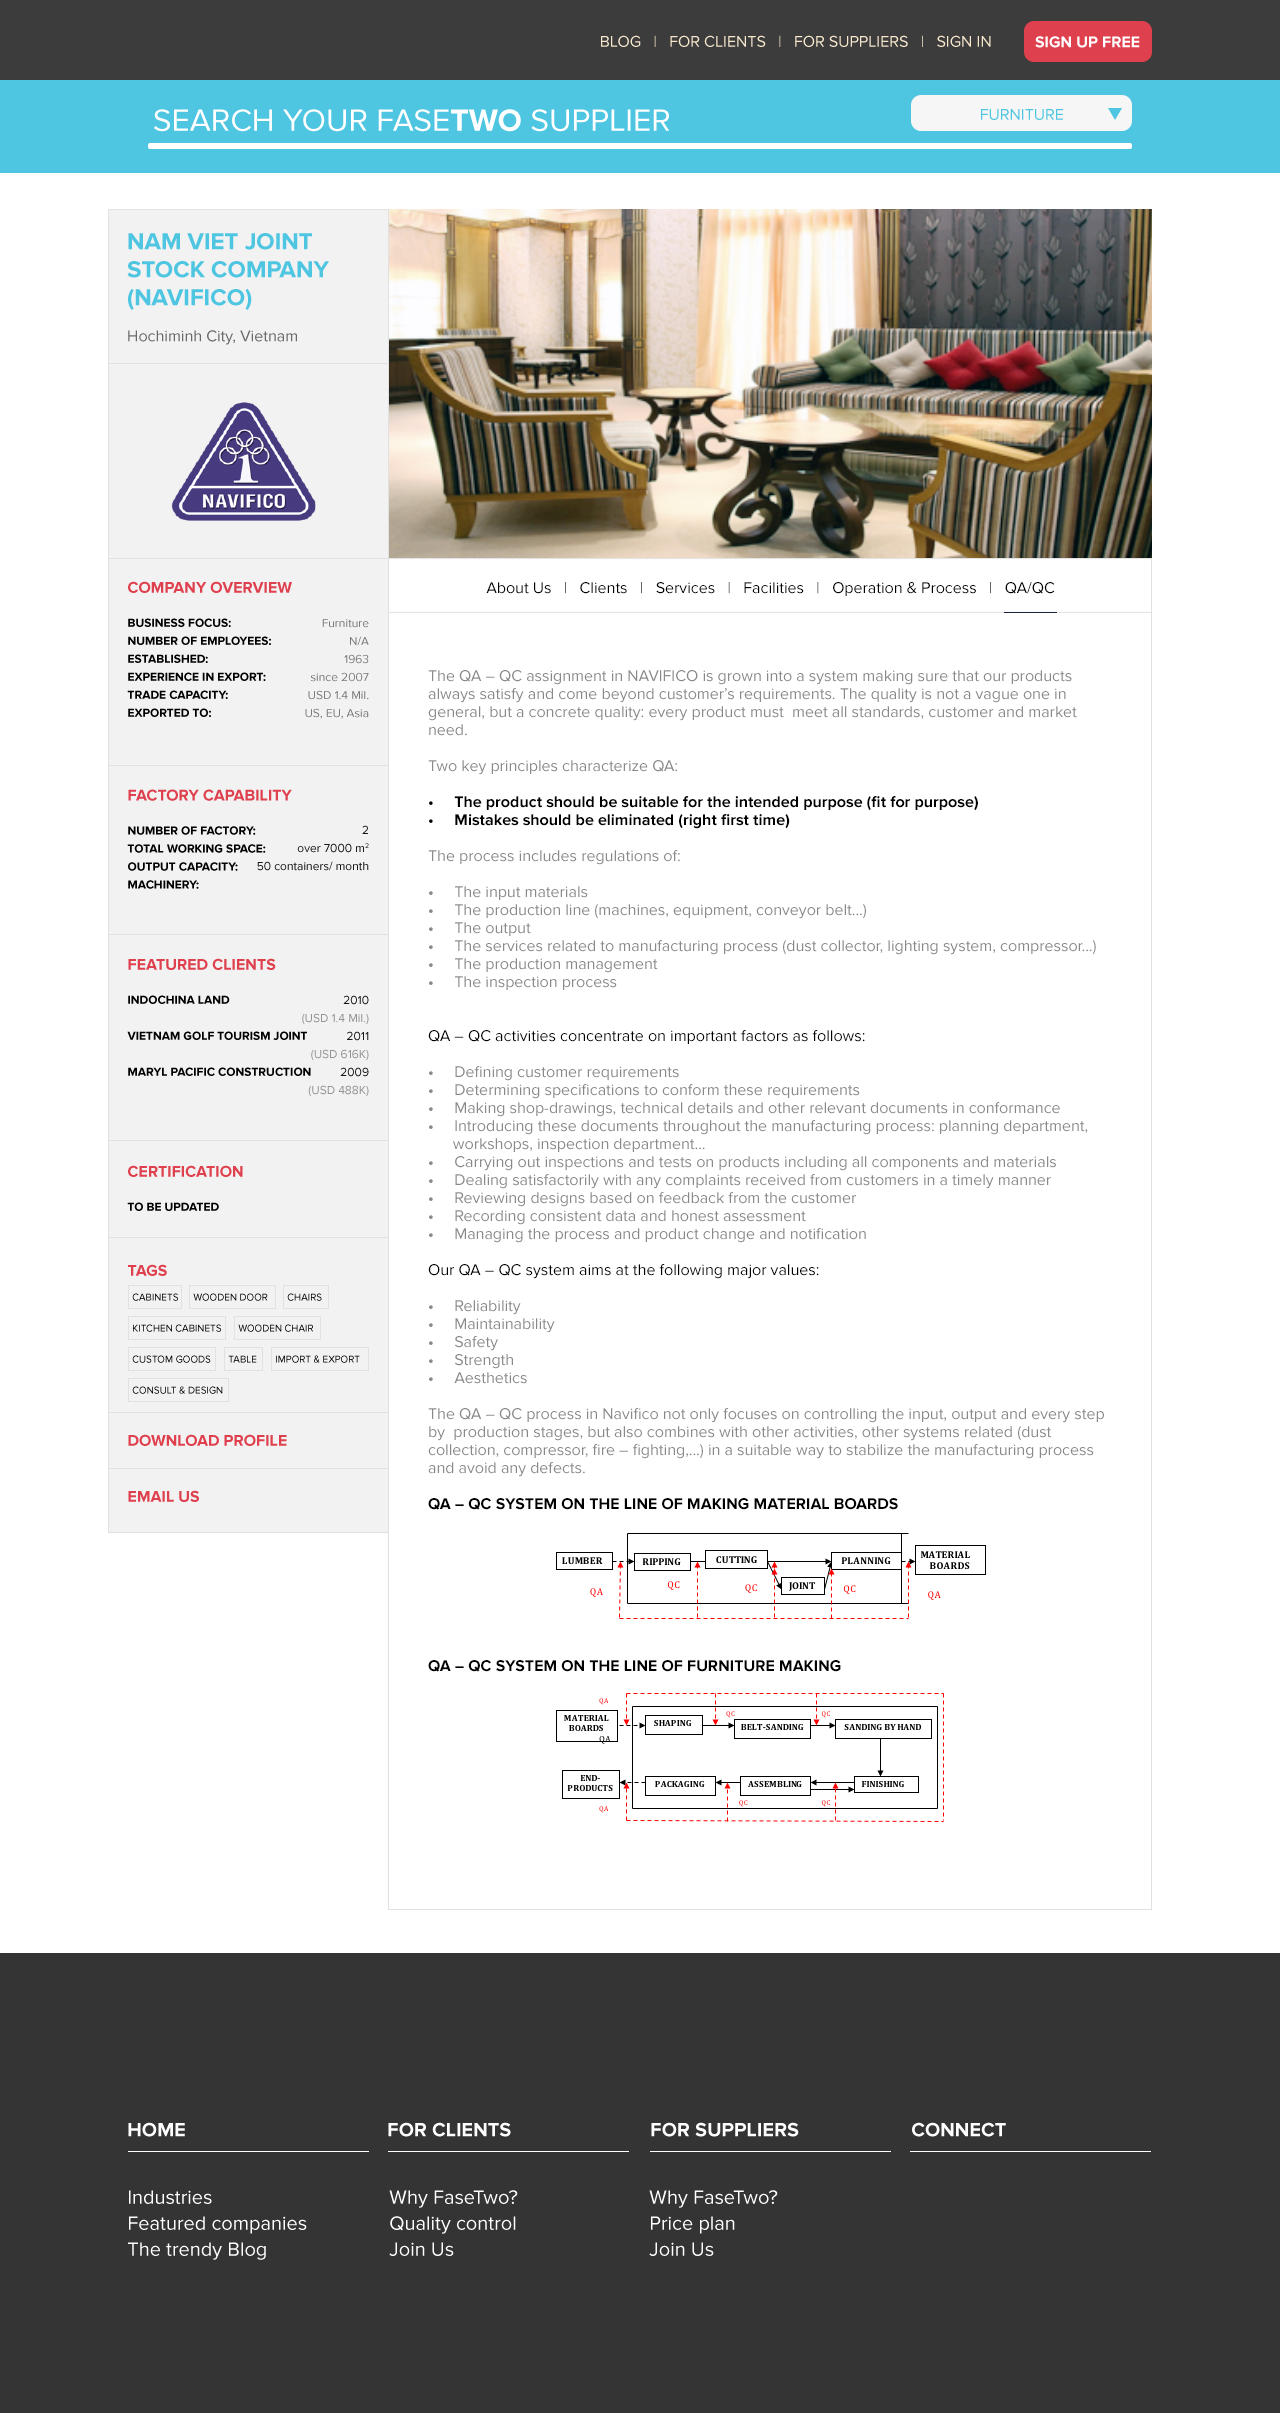 BLOG | FOR CLIENTS | FOR SUPPLIERS | SIGN IN
SIGN UP FREE
SEARCH YOUR FASETWO SUPPLIER
FURNITURE
NAM VIET JOINT
STOCK COMPANY
(NAVIFICO)
Hochiminh City, Vietnam
NAVIFICO
COMPANY OVERVIEW
BUSINESS FOCUS: Furniture
NUMBER OF EMPLOYEES: N/A
ESTABLISHED: 1963
EXPERIENCE IN EXPORT: since 2007
TRADE CAPACITY: USD 1.4 Mil.
EXPORTED TO: US, EU, Asia
FACTORY CAPABILITY
NUMBER OF FACTORY: 2
TOTAL WORKING SPACE: over 7000 m²
OUTPUT CAPACITY: 50 containers/ month
MACHINERY:
FEATURED CLIENTS
INDOCHINA LAND 2010
(USD 1.4 Mil.)
VIETNAM GOLF TOURISM JOINT 2011
(USD 616K)
MARYL PACIFIC CONSTRUCTION 2009
(USD 488K)
CERTIFICATION
TO BE UPDATED
TAGS
CABINETS WOODEN DOOR CHAIRS
KITCHEN CABINETS WOODEN CHAIR
CUSTOM GOODS TABLE IMPORT & EXPORT
CONSULT & DESIGN
DOWNLOAD PROFILE
EMAIL US
About Us | Clients | Services | Facilities | Operation & Process | QA/QC
The QA – QC assignment in NAVIFICO is grown into a system making sure that our products
always satisfy and come beyond customer's requirements. The quality is not a vague one in
general, but a concrete quality: every product must  meet all standards, customer and market
need.
Two key principles characterize QA:
• The product should be suitable for the intended purpose (fit for purpose)
• Mistakes should be eliminated (right first time)
The process includes regulations of:
• The input materials
• The production line (machines, equipment, conveyor belt...)
• The output
• The services related to manufacturing process (dust collector, lighting system, compressor...)
• The production management
• The inspection process
QA – QC activities concentrate on important factors as follows:
• Defining customer requirements
• Determining specifications to conform these requirements
• Making shop-drawings, technical details and other relevant documents in conformance
• Introducing these documents throughout the manufacturing process: planning department,
workshops, inspection department...
• Carrying out inspections and tests on products including all components and materials
• Dealing satisfactorily with any complaints received from customers in a timely manner
• Reviewing designs based on feedback from the customer
• Recording consistent data and honest assessment
• Managing the process and product change and notification
Our QA – QC system aims at the following major values:
• Reliability
• Maintainability
• Safety
• Strength
• Aesthetics
The QA – QC process in Navifico not only focuses on controlling the input, output and every step
by  production stages, but also combines with other activities, other systems related (dust
collection, compressor, fire – fighting,...) in a suitable way to stabilize the manufacturing process
and avoid any defects.
QA – QC SYSTEM ON THE LINE OF MAKING MATERIAL BOARDS
LUMBER RIPPING CUTTING PLANNING MATERIAL
BOARDS
JOINT
QA QC QC QC QA
QA – QC SYSTEM ON THE LINE OF FURNITURE MAKING
QA
QC QC
MATERIAL
BOARDS
QA
SHAPING BELT-SANDING SANDING BY HAND
END-
PRODUCTS
PACKAGING ASSEMBLING FINISHING
QA QC QC
HOME
Industries
Featured companies
The trendy Blog
FOR CLIENTS
Why FaseTwo?
Quality control
Join Us
FOR SUPPLIERS
Why FaseTwo?
Price plan
Join Us
CONNECT